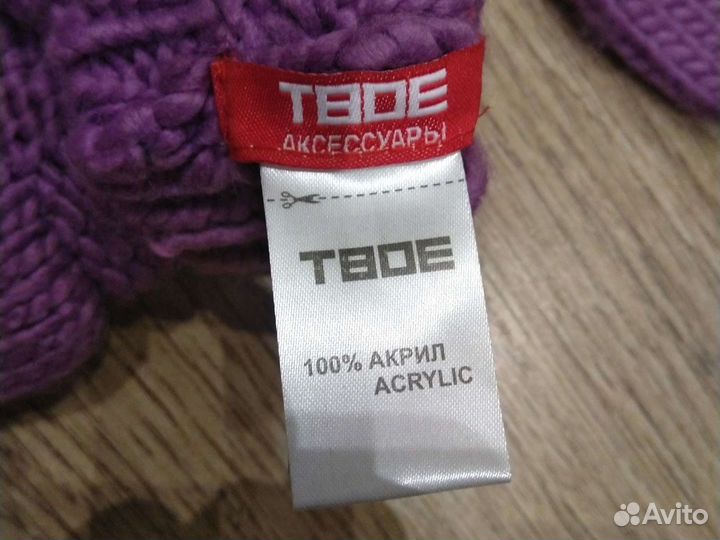 ТВОЕ
АКСЕССУАРЫ
ТВОЕ
100% АКРИЛ
ACRYLIC
Avito